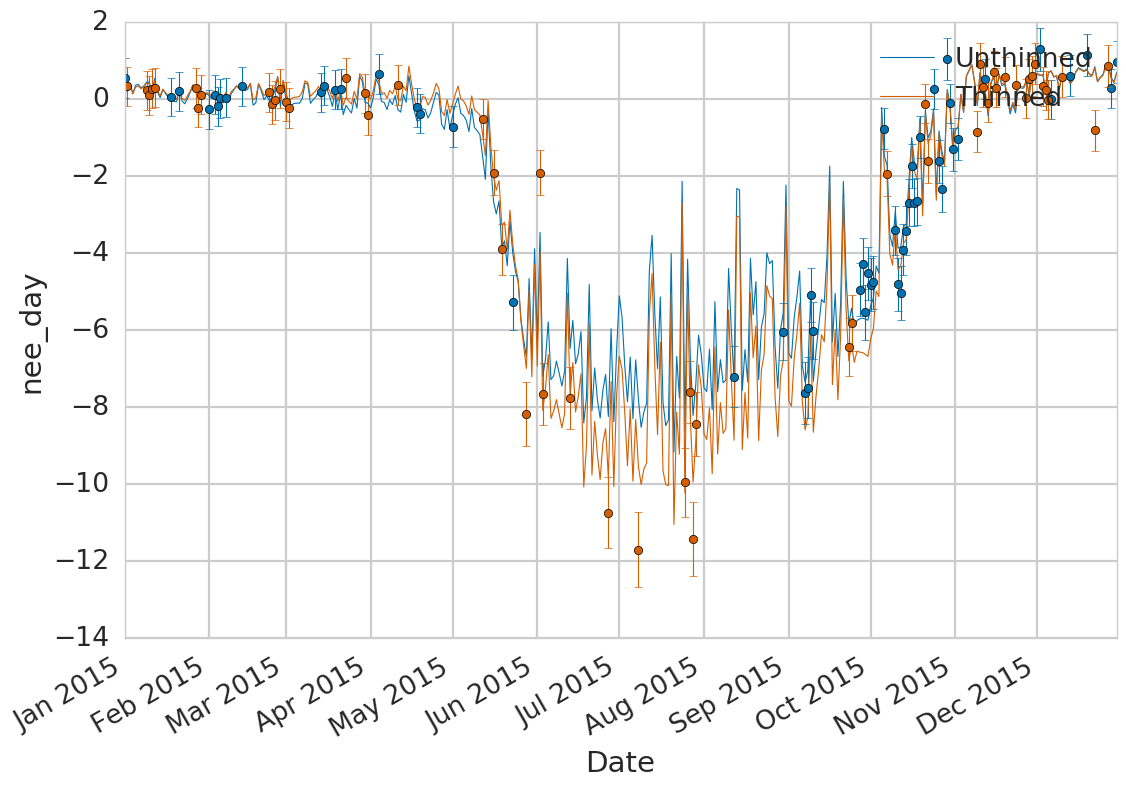 2
0
−2
−4
−6
−8
−10
−12
−14
nee_day
Unthinned
Thinned
Jan 2015
Feb 2015
Mar 2015
Apr 2015
May 2015
Jun 2015
Jul 2015
Aug 2015
Sep 2015
Oct 2015
Nov 2015
Dec 2015
Date